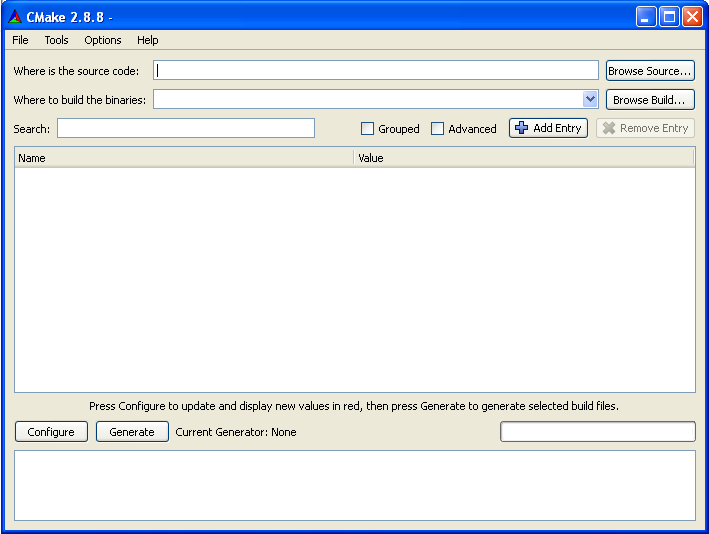 CMake 2.8.8 -
File Tools Options Help
Where is the source code: Browse Source...
Where to build the binaries: Browse Build...
Search: Grouped Advanced Add Entry Remove Entry
Name Value
Press Configure to update and display new values in red, then press Generate to generate selected build files.
Configure Generate Current Generator: None